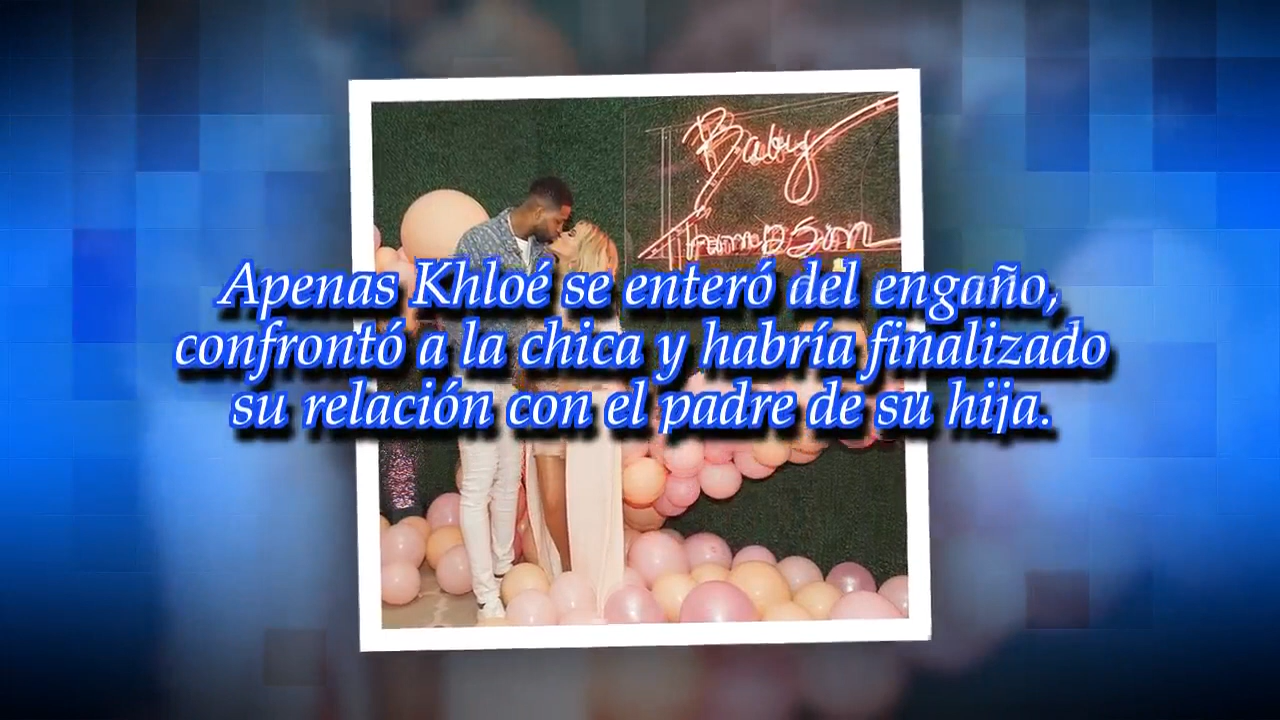 Baby
Thompson
Apenas Khloé se enteró del engaño,
confrontó a la chica y habría finalizado
su relación con el padre de su hija.